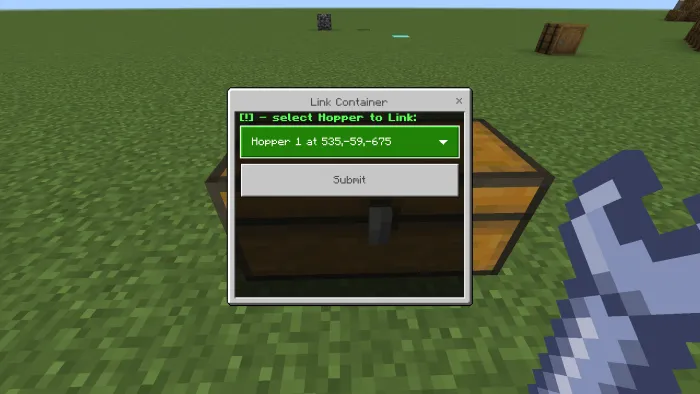 Link Container
[!] - select Hopper to Link:
Hopper 1 at 535,-59,-675
Submit